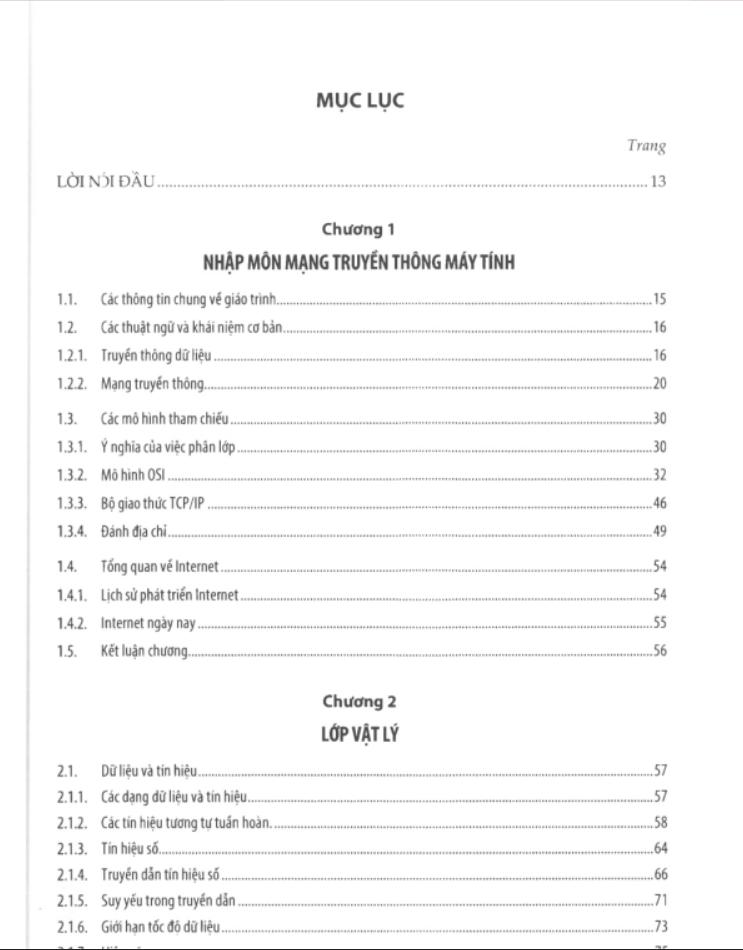 MỤC LỤC
Trang
LỜI NÓI ĐẦU 13
Chương 1
NHẬP MÔN MẠNG TRUYỀN THÔNG MÁY TÍNH
1.1. Các thông tin chung về giáo trình 15
1.2. Các thuật ngữ và khái niệm cơ bản 16
1.2.1. Truyền thông dữ liệu 16
1.2.2. Mạng truyền thông 20
1.3. Các mô hình tham chiếu 30
1.3.1. Ý nghĩa của việc phân lớp 30
1.3.2. Mô hình OSI 32
1.3.3. Bộ giao thức TCP/IP 46
1.3.4. Đánh địa chỉ 49
1.4. Tổng quan về Internet 54
1.4.1. Lịch sử phát triển Internet 54
1.4.2. Internet ngày nay 55
1.5. Kết luận chương 56
Chương 2
LỚP VẬT LÝ
2.1. Dữ liệu và tín hiệu 57
2.1.1. Các dạng dữ liệu và tín hiệu 57
2.1.2. Các tín hiệu tương tự tuần hoàn. 58
2.1.3. Tín hiệu số 64
2.1.4. Truyền dẫn tín hiệu số 66
2.1.5. Suy yếu trong truyền dẫn 71
2.1.6. Giới hạn tốc độ dữ liệu 73